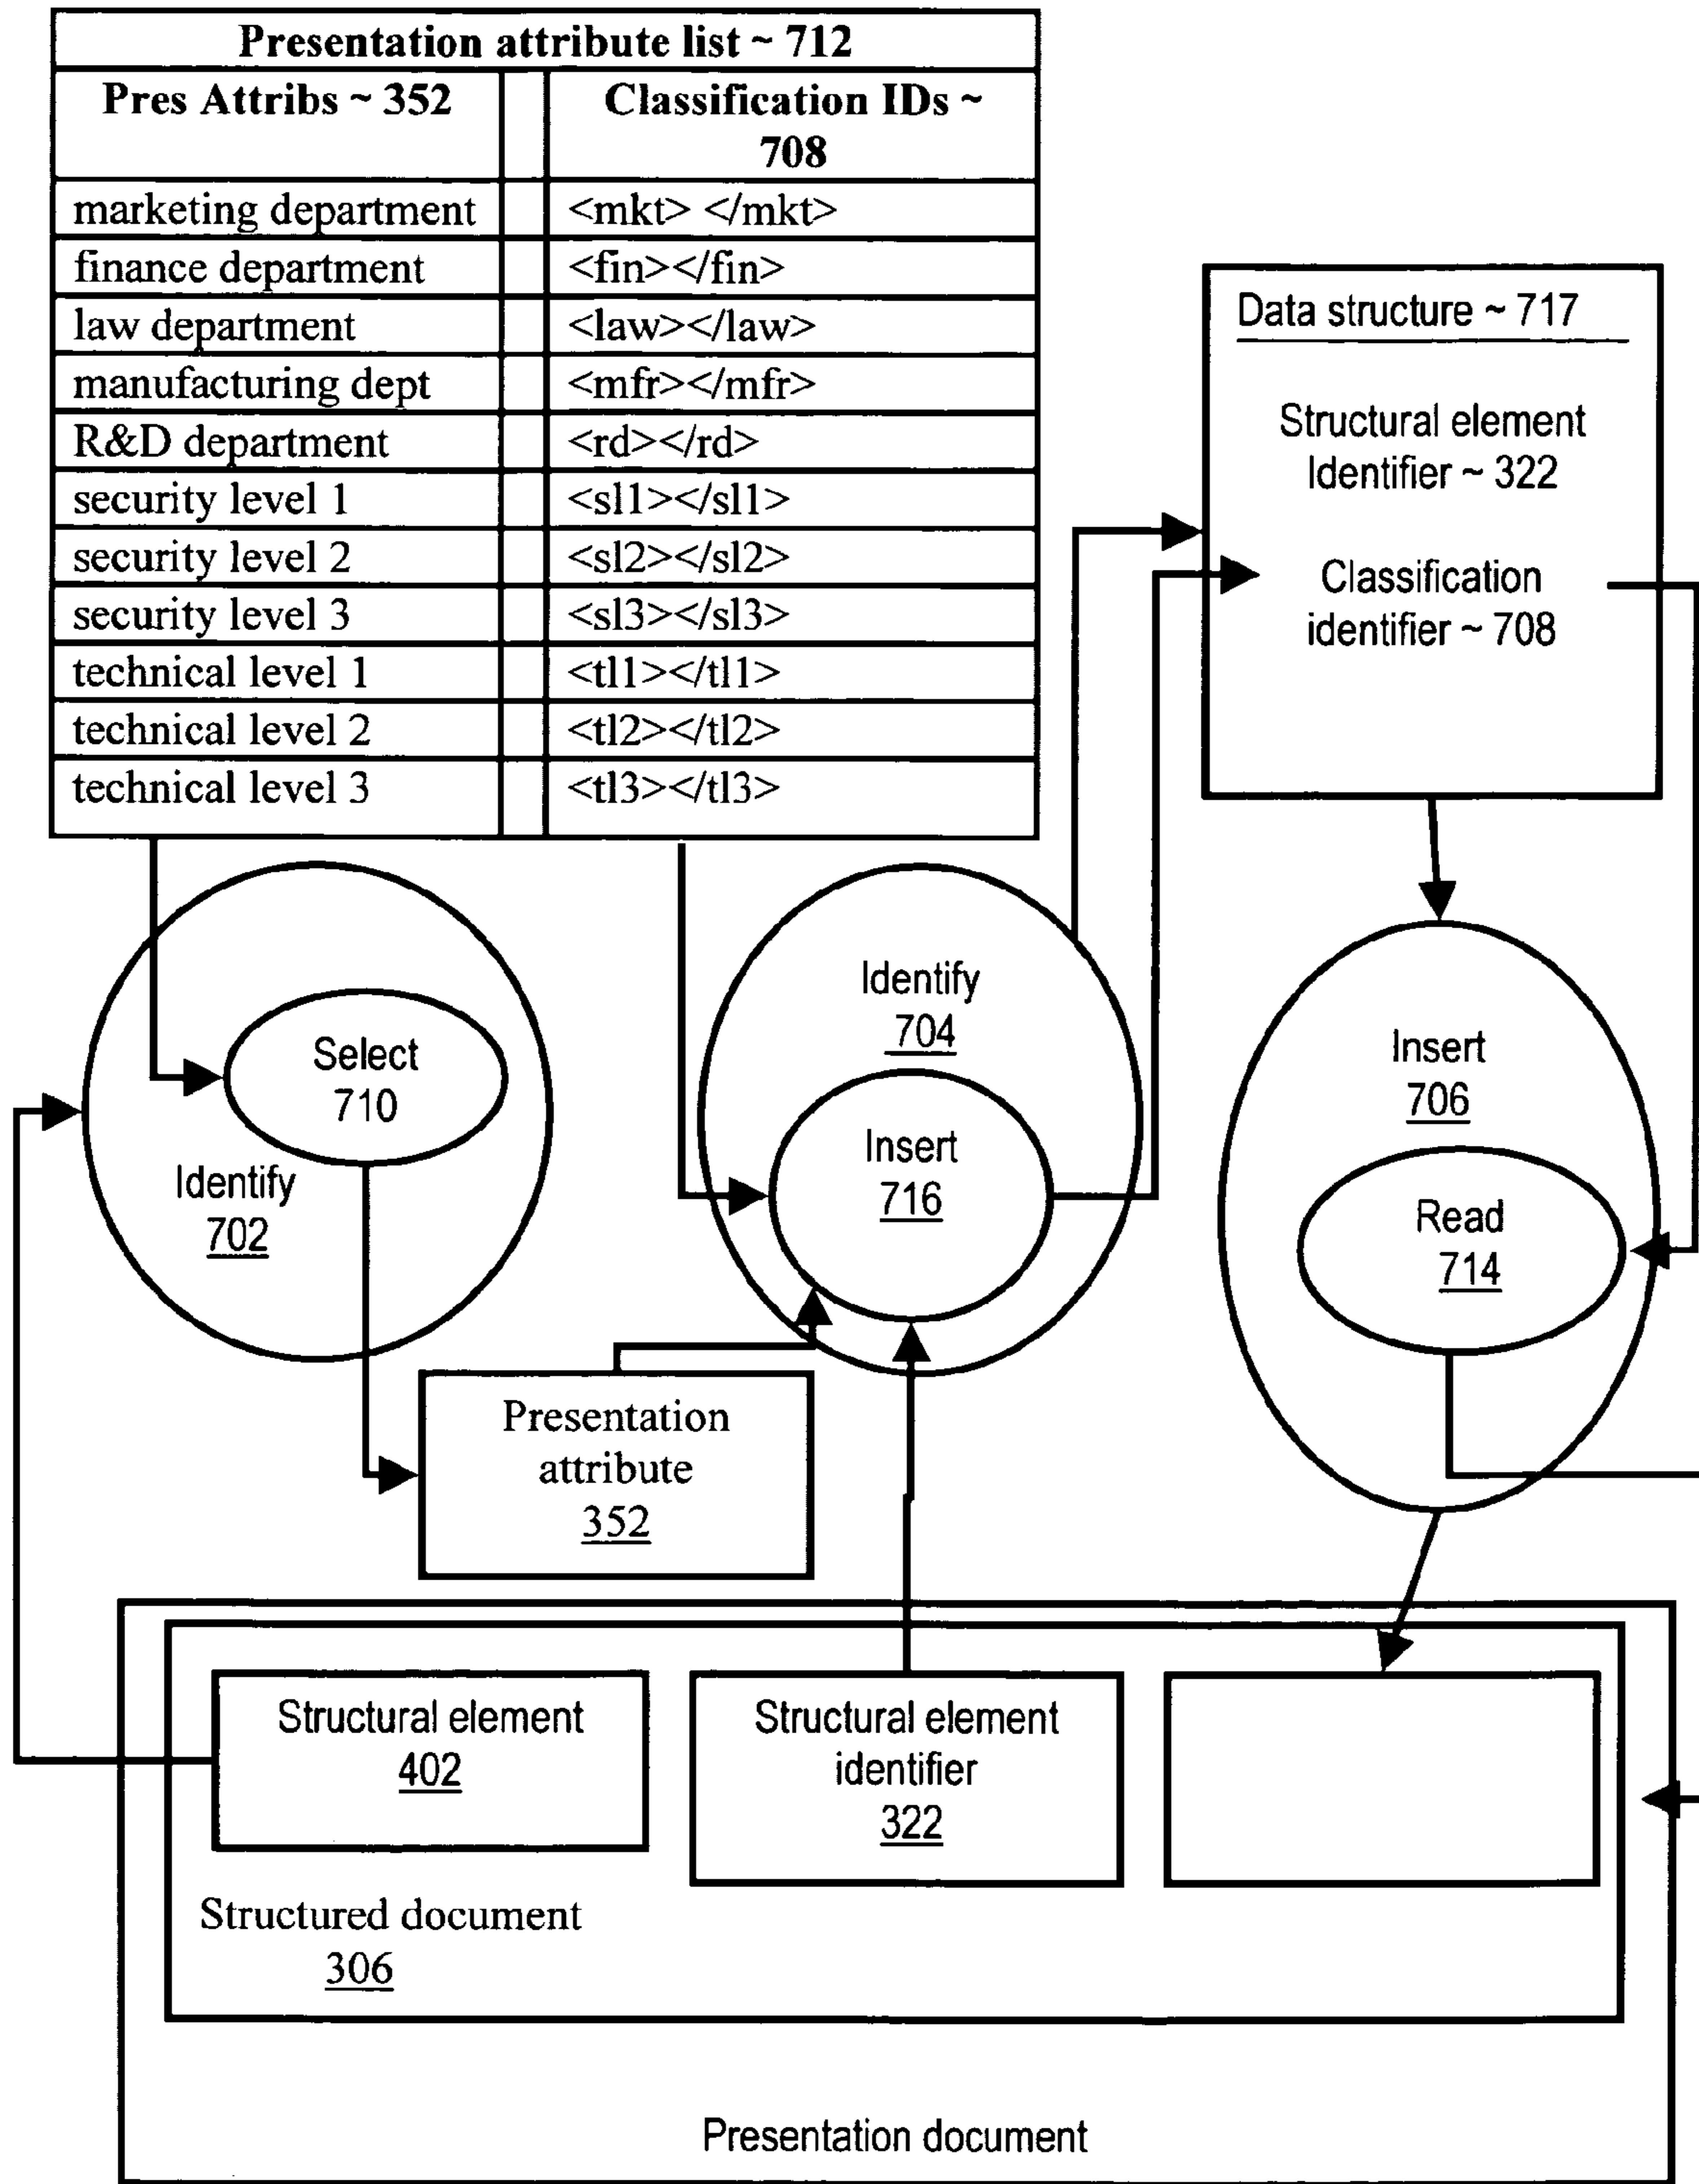 Presentation attribute list ~ 712
Pres Attribs ~ 352
Classification IDs ~
708
marketing department
<mkt> </mkt>
finance department
<fin></fin>
law department
<law></law>
manufacturing dept
<mfr></mfr>
R&D department
<rd></rd>
security level 1
<sl1></sl1>
security level 2
<sl2></sl2>
security level 3
<sl3></sl3>
technical level 1
<tl1></tl1>
technical level 2
<tl2></tl2>
technical level 3
<tl3></tl3>
Data structure ~ 717
Structural element
Identifier ~ 322
Classification
identifier ~ 708
Select
710
Identify
702
Identify
704
Insert
716
Insert
706
Read
714
Presentation
attribute
352
Structural element
402
Structural element
identifier
322
Structured document
306
Presentation document